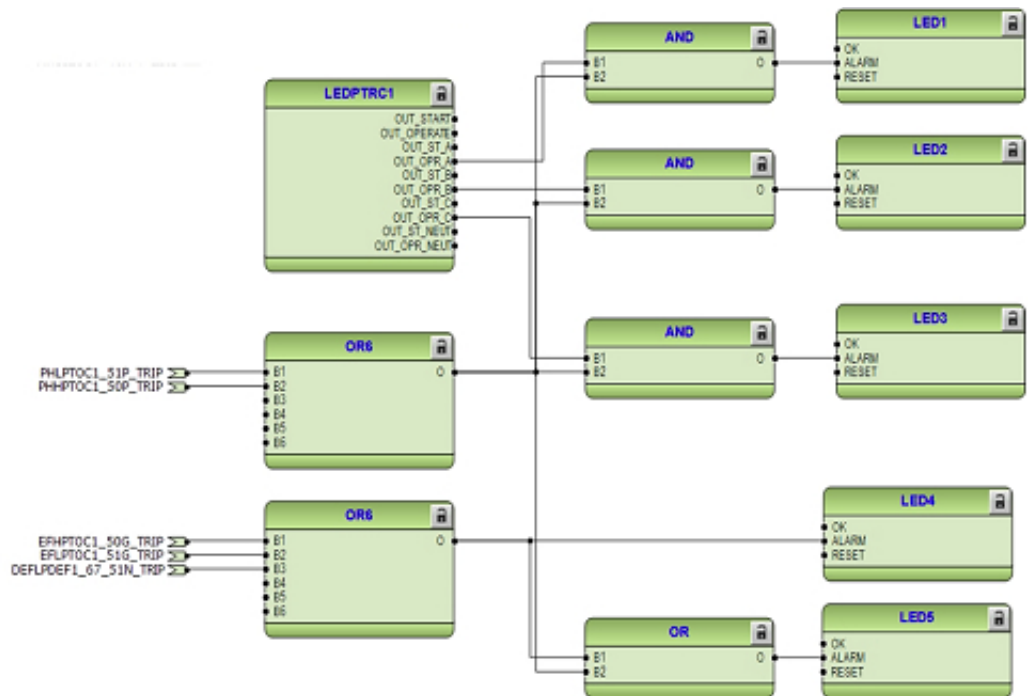 LEDPTRC1
OUT_START
OUT_OPERATE
OUT_ST_A
OUT_OPR_A
OUT_ST_B
OUT_OPR_B
OUT_ST_C
OUT_OPR_C
OUT_ST_NEUT
OUT_OPR_NEUT
AND
B1 O
B2
LED1
OK
ALARM
RESET
AND
B1 O
B2
LED2
OK
ALARM
RESET
PHLPTOC1_51P_TRIP
PHHPTOC1_50P_TRIP
OR6
B1 O
B2
B3
B4
B5
B6
AND
B1 O
B2
LED3
OK
ALARM
RESET
EFHPTOC1_50G_TRIP
EFLPTOC1_51G_TRIP
DEFLPDEF1_67_51N_TRIP
OR6
B1 O
B2
B3
B4
B5
B6
LED4
OK
ALARM
RESET
OR
B1 O
B2
LED5
OK
ALARM
RESET